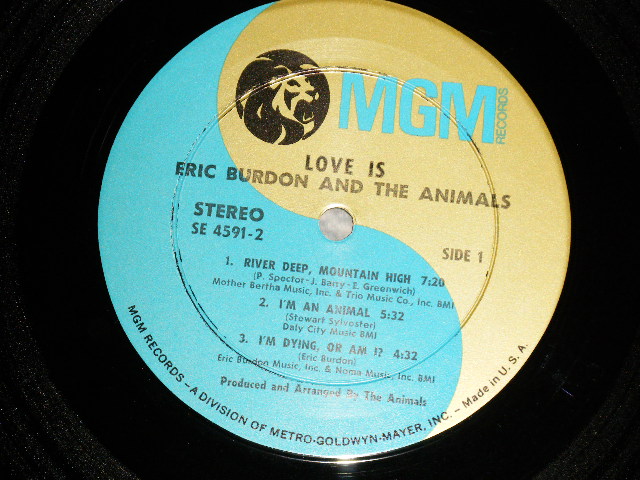 MGM
RECORDS
LOVE IS
ERIC BURDON AND THE ANIMALS
STEREO
SE 4591-2
SIDE 1
1. RIVER DEEP, MOUNTAIN HIGH 7:20
(P. Spector-J. Barry-E. Greenwich)
Mother Bertha Music, Inc. & Trio Music Co., Inc. BMI
2. I'M AN ANIMAL 5:32
(Stewart Sylvester)
Daly City Music BMI
3. I'M DYING, OR AM I? 4:32
(Eric Burdon)
Eric Burdon Music, Inc. & Noma Music, Inc. BMI
Produced and Arranged By The Animals
MGM RECORDS – A DIVISION OF METRO-GOLDWYN-MAYER, INC. – Made in U. S. A.